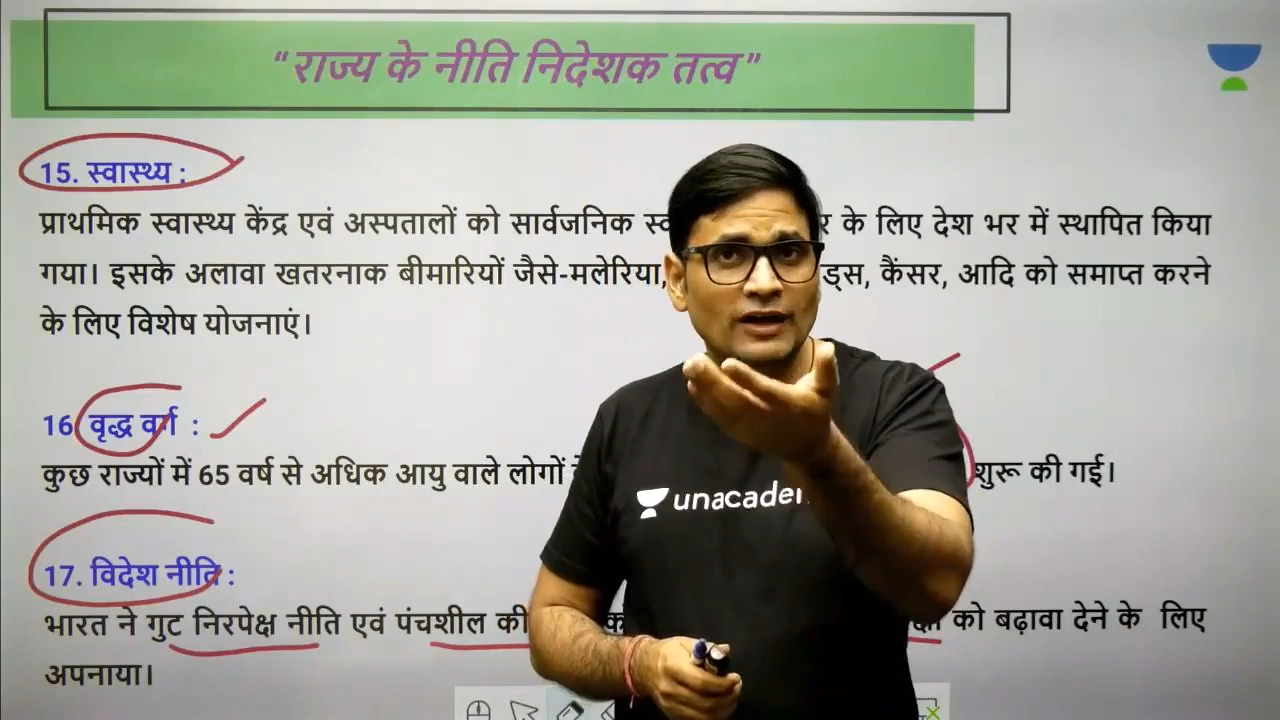 “राज्य के नीति निदेशक तत्व”
15. स्वास्थ्य :
प्राथमिक स्वास्थ्य केंद्र एवं अस्पतालों को सार्वजनिक के लिए देश भर में स्थापित किया
गया। इसके अलावा खतरनाक बीमारियों जैसे-मलेरिया, कैंसर, आदि को समाप्त करने
के लिए विशेष योजनाएं।
16 वृद्ध वर्ग :
कुछ राज्यों में 65 वर्ष से अधिक आयु वाले लोगों शुरू की गई।
17. विदेश नीति :
भारत ने गुट निरपेक्ष नीति एवं पंचशील की को बढ़ावा देने के लिए
अपनाया।